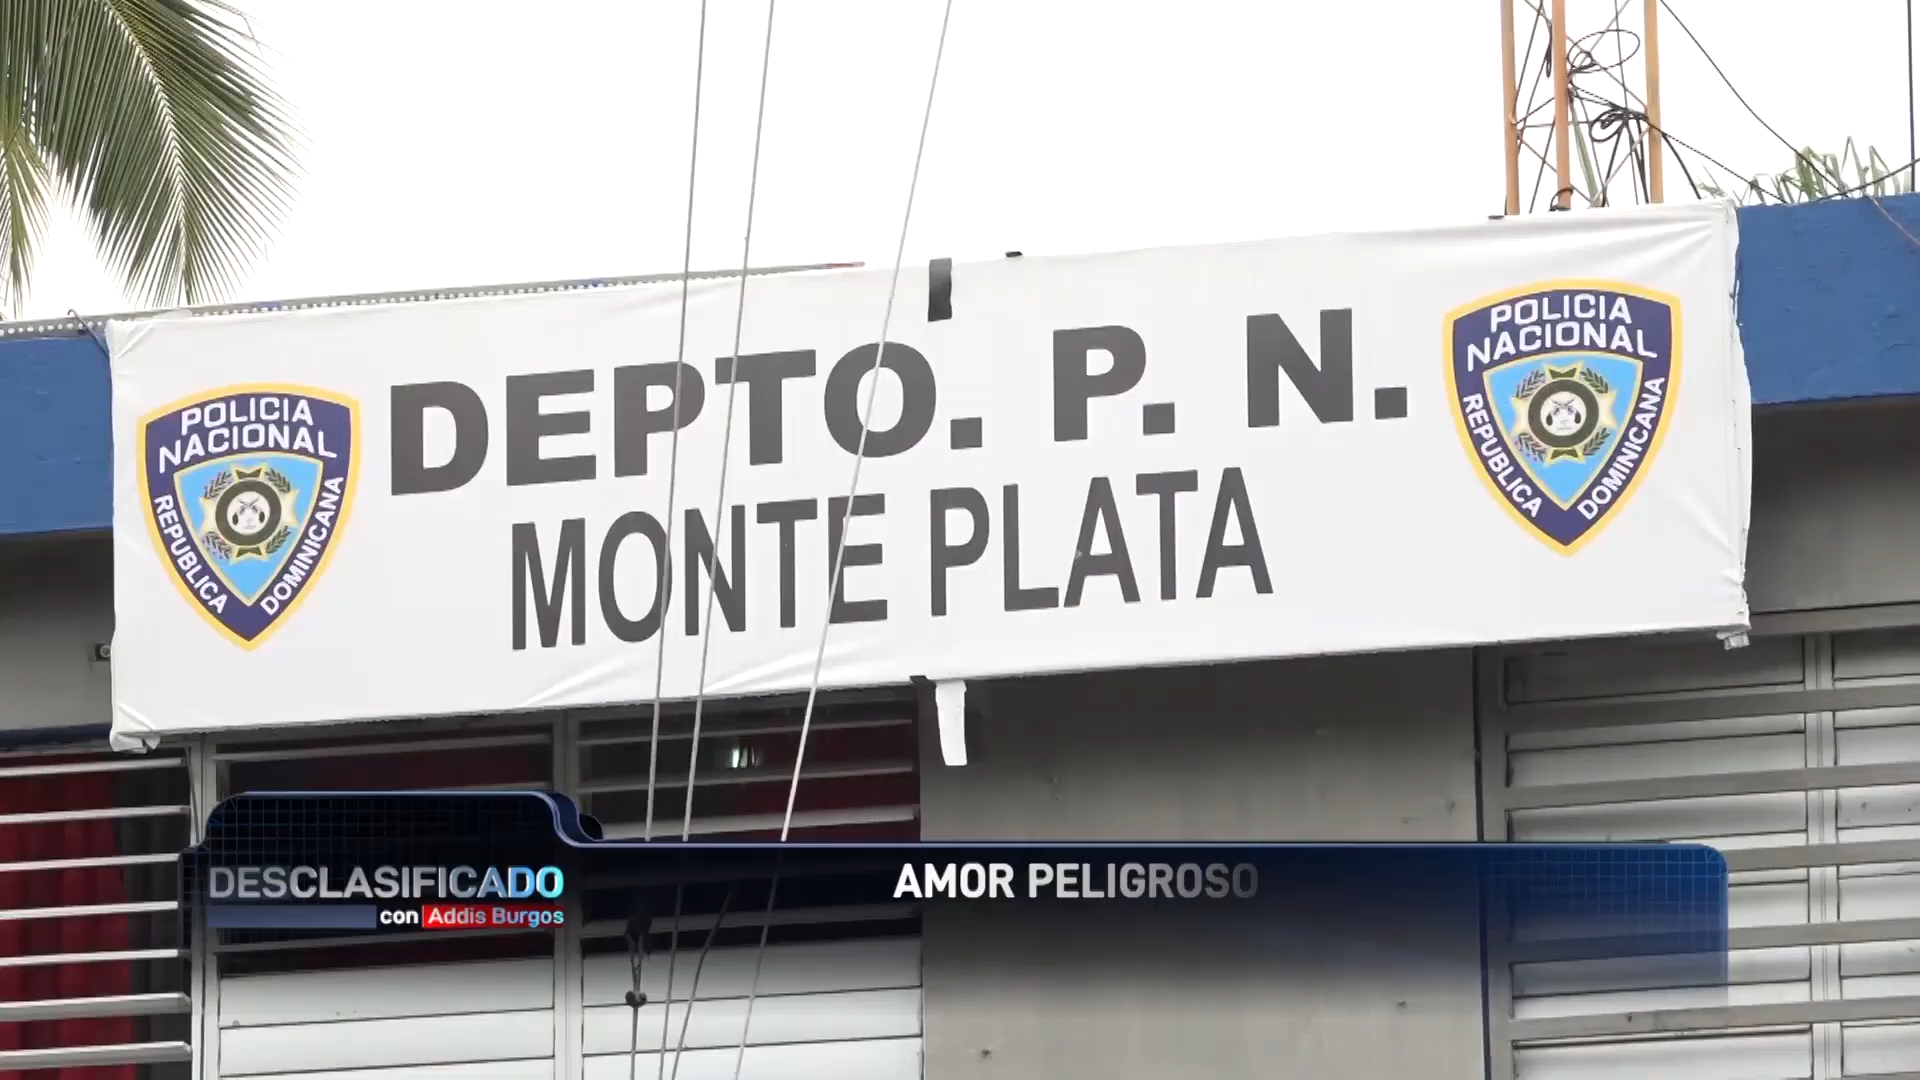 DEPTO. P. N.
MONTE PLATA
POLICIA
NACIONAL
REPUBLICA DOMINICANA
POLICIA
NACIONAL
REPUBLICA DOMINICANA
DESCLASIFICADO
con Addis Burgos
AMOR PELIGROSO